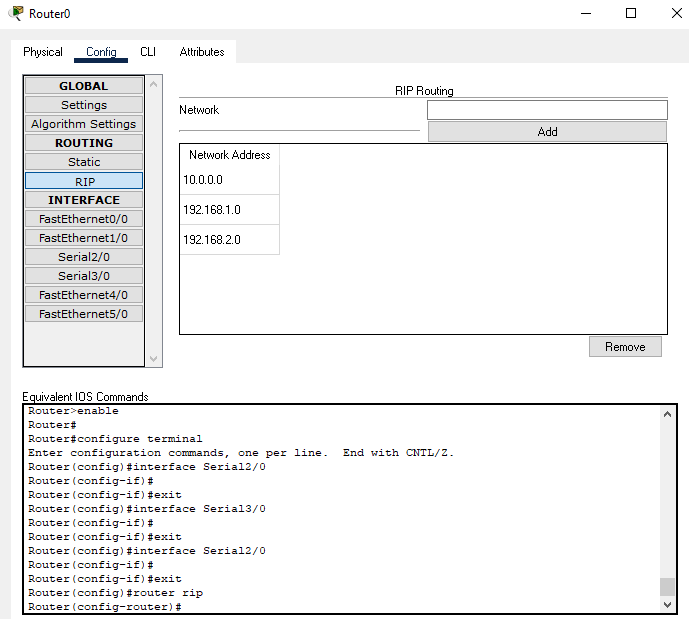 Router0
Physical Config CLI Attributes
GLOBAL
Settings
Algorithm Settings
ROUTING
Static
RIP
INTERFACE
FastEthernet0/0
FastEthernet1/0
Serial2/0
Serial3/0
FastEthernet4/0
FastEthernet5/0
RIP Routing
Network
Add
Network Address
10.0.0.0
192.168.1.0
192.168.2.0
Remove
Equivalent IOS Commands
Router>enable
Router#
Router#configure terminal
Enter configuration commands, one per line.  End with CNTL/Z.
Router(config)#interface Serial2/0
Router(config-if)#
Router(config-if)#exit
Router(config)#interface Serial3/0
Router(config-if)#
Router(config-if)#exit
Router(config)#interface Serial2/0
Router(config-if)#
Router(config-if)#exit
Router(config)#router rip
Router(config-router)#